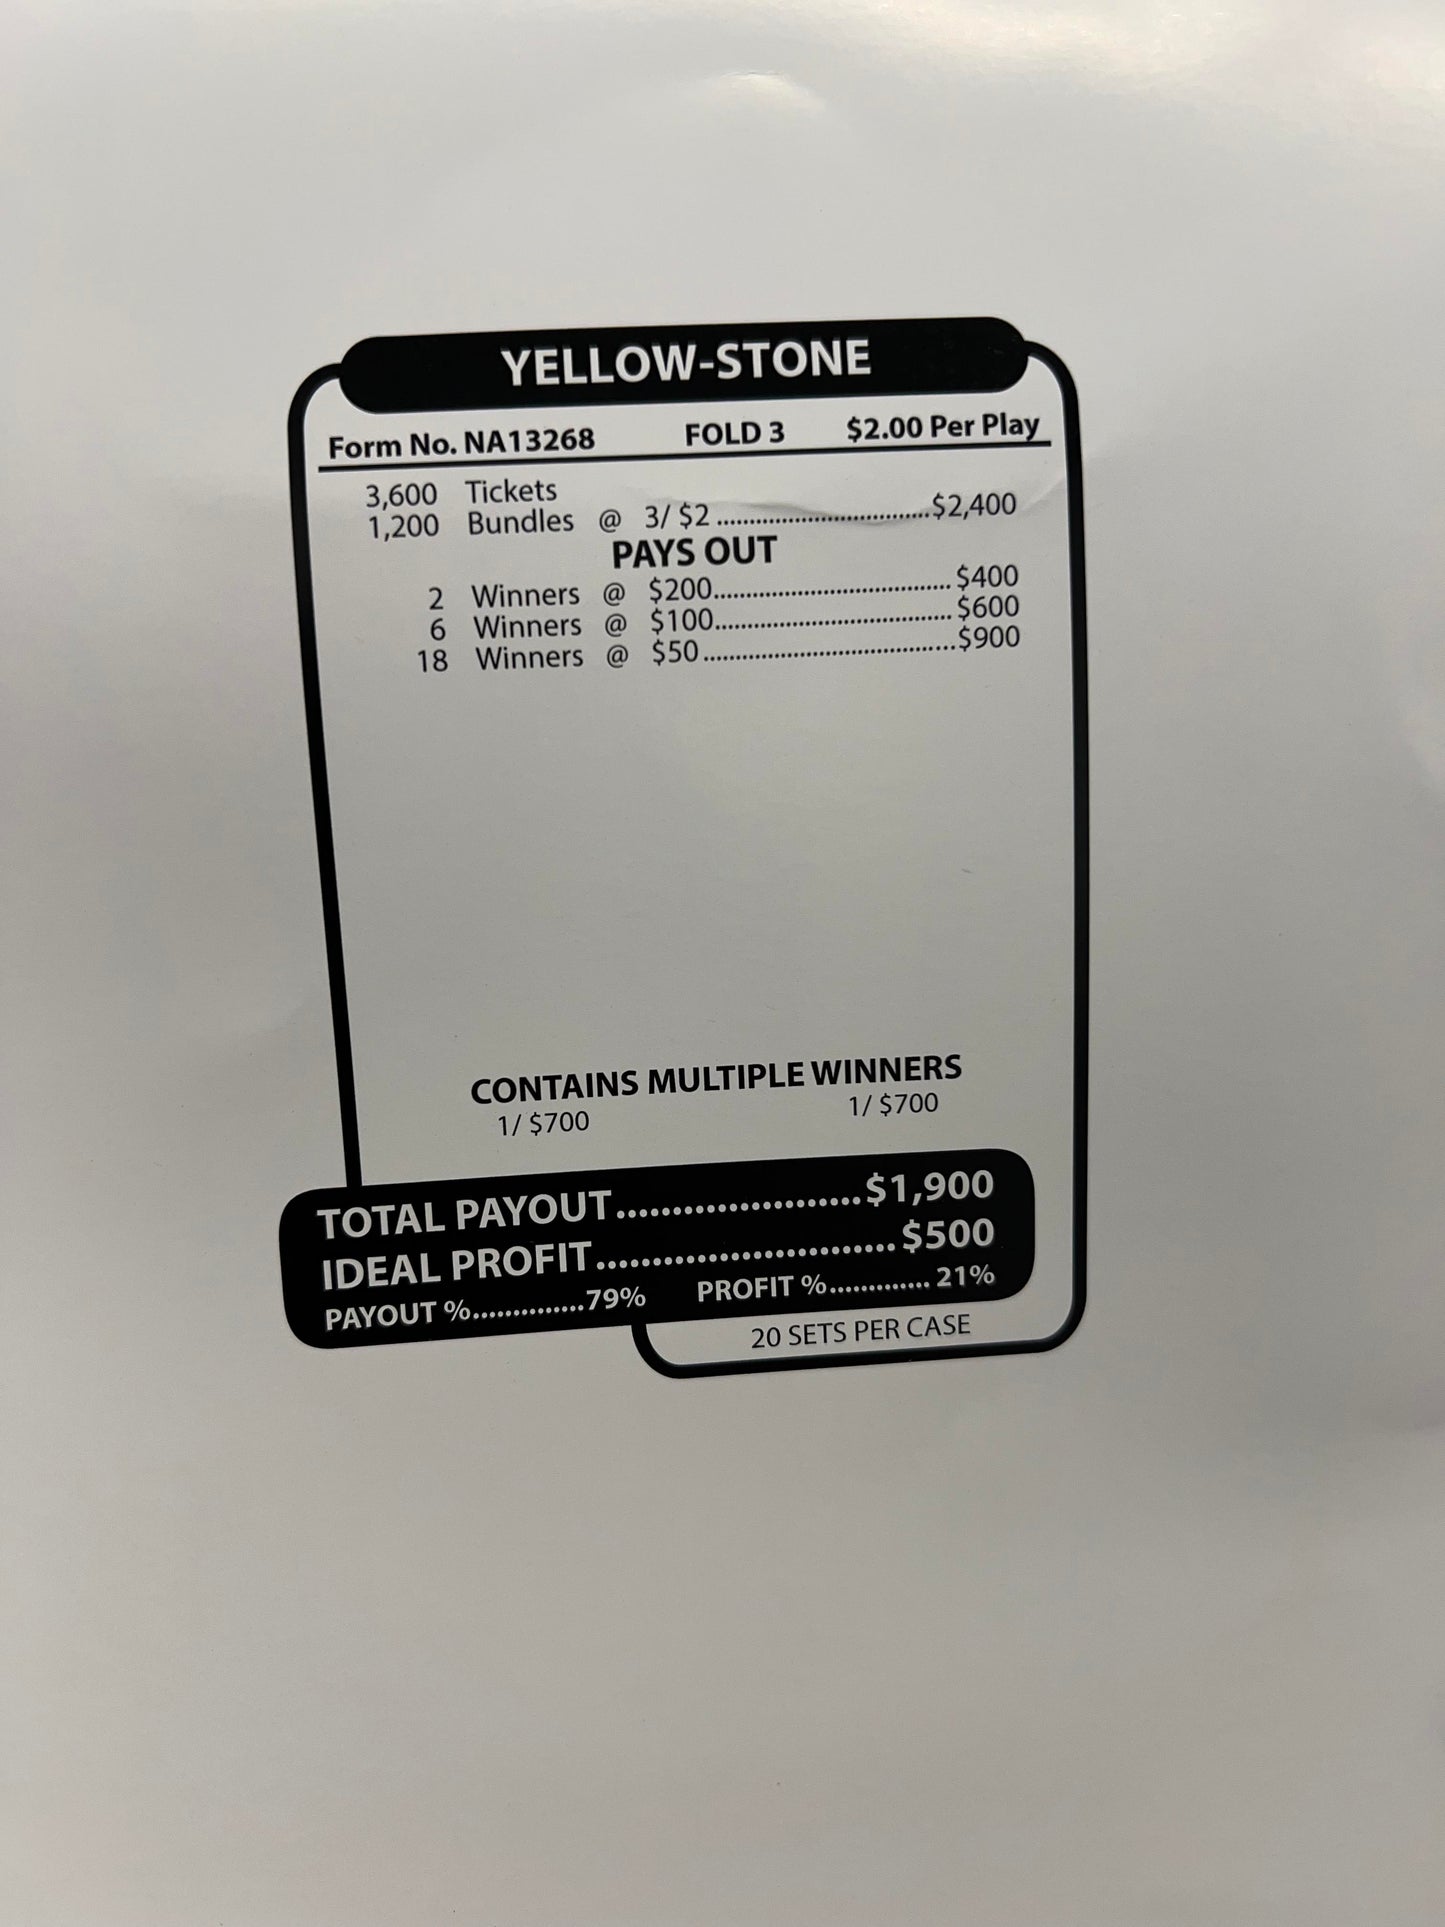 YELLOW-STONE
Form No. NA13268 FOLD 3 $2.00 Per Play
3,600 Tickets
1,200 Bundles @ 3/ $2..................................$2,400
PAYS OUT
2 Winners @ $200......................................$400
6 Winners @ $100......................................$600
18 Winners @ $50........................................$900
CONTAINS MULTIPLE WINNERS
1/ $700 1/ $700
TOTAL PAYOUT......................$1,900
IDEAL PROFIT...........................$500
PAYOUT %..............79% PROFIT %............. 21%
20 SETS PER CASE